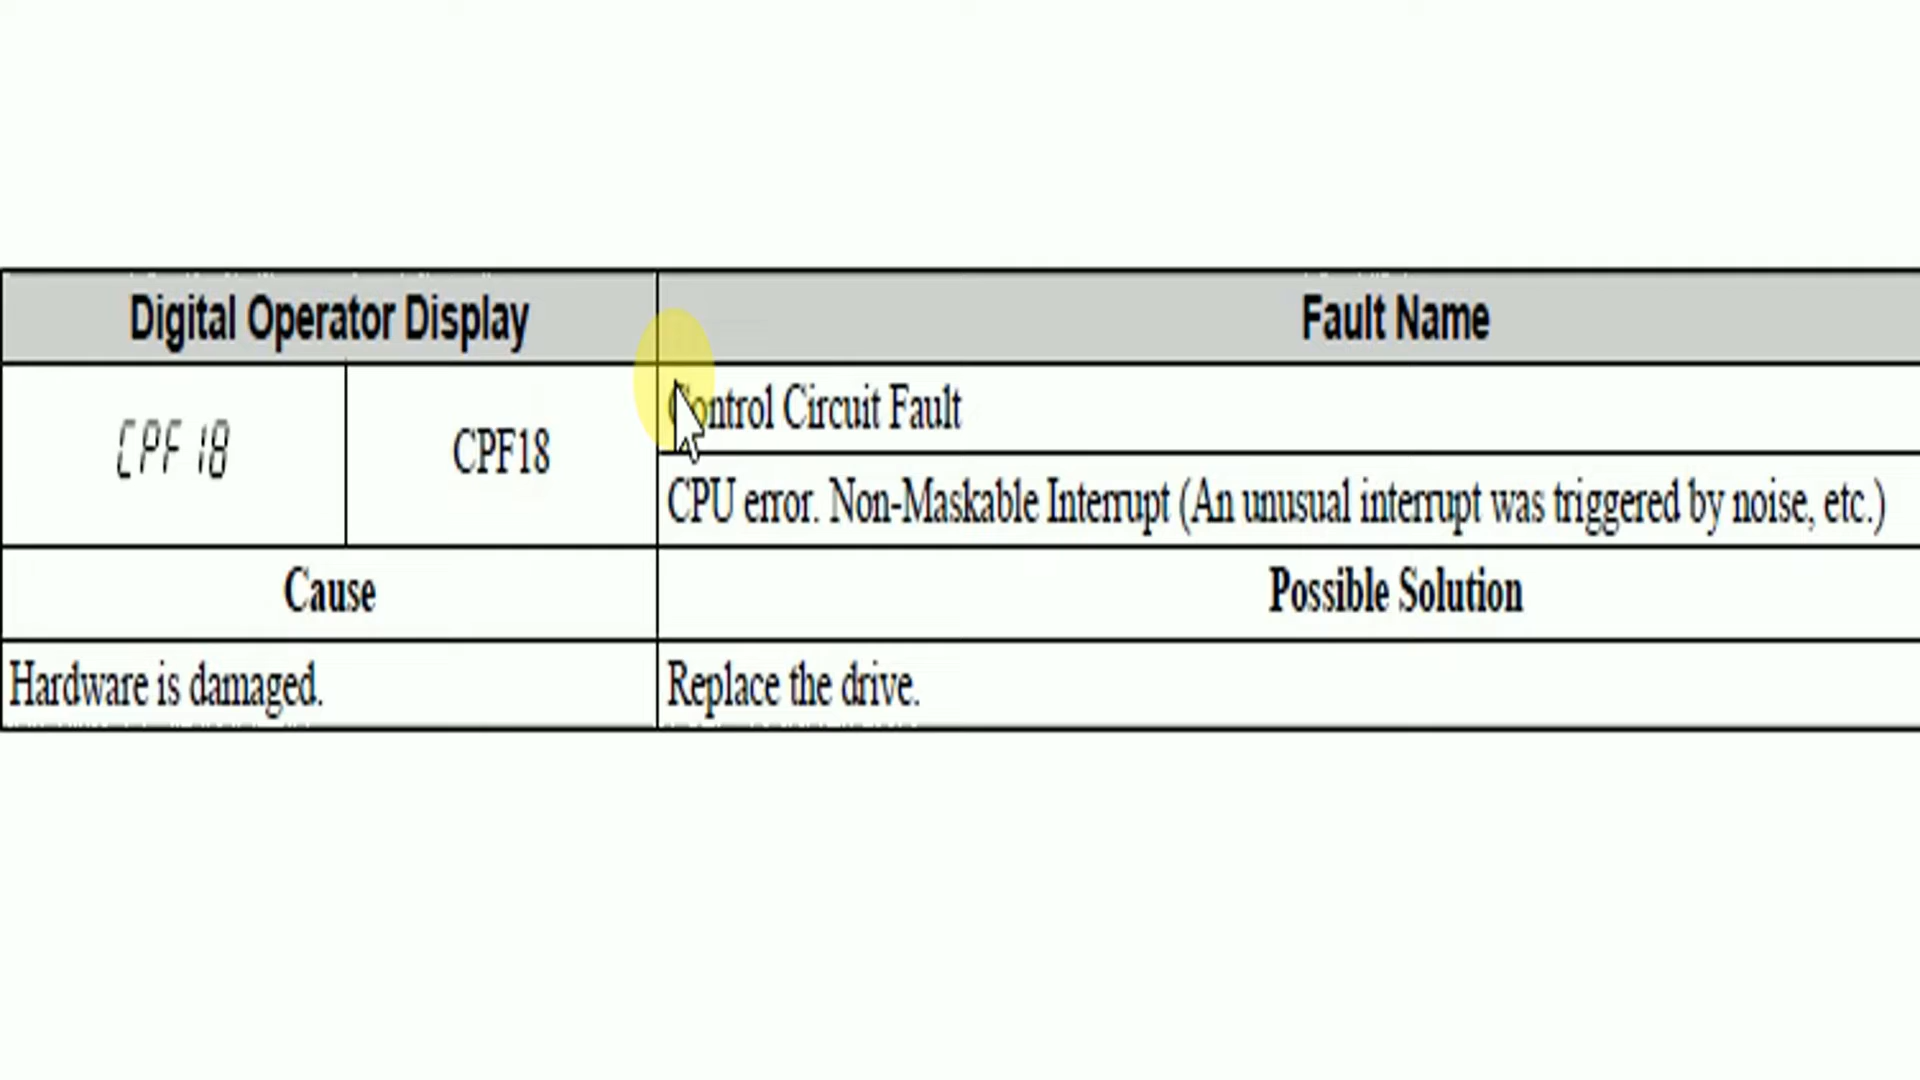 Digital Operator Display
Fault Name
CPF18
CPF18
Control Circuit Fault
CPU error. Non-Maskable Interrupt (An unusual interrupt was triggered by noise, etc.)
Cause
Possible Solution
Hardware is damaged.
Replace the drive.